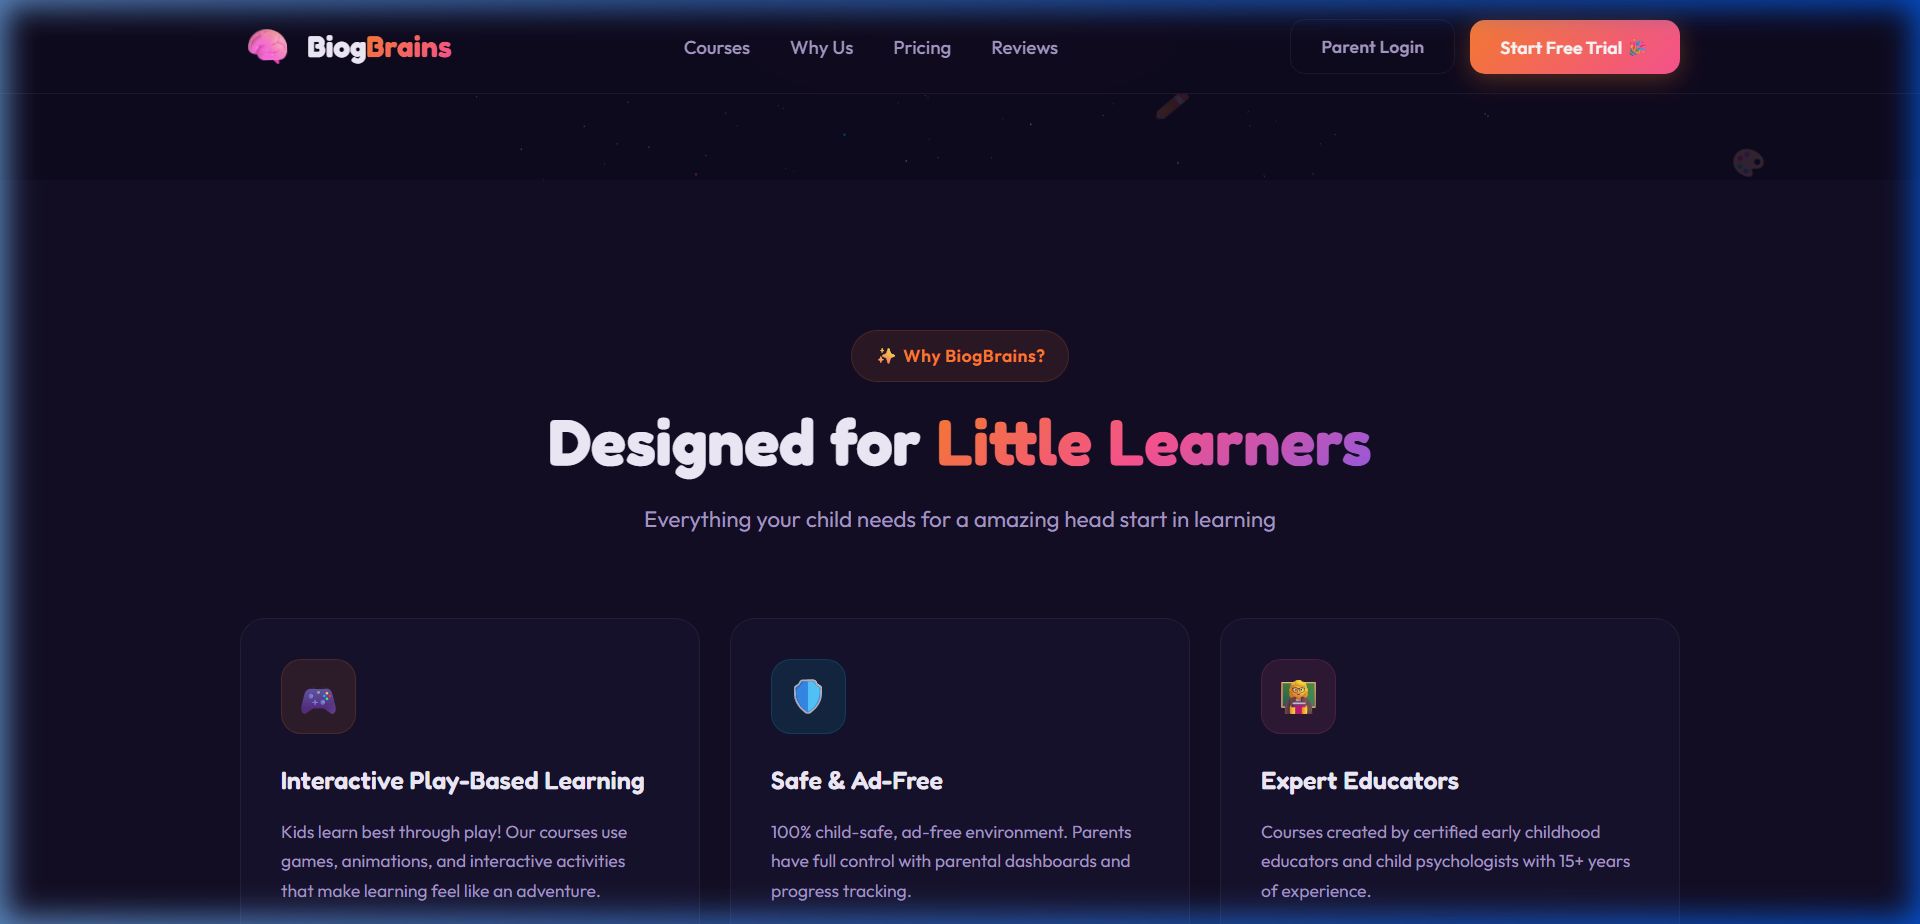 BiogBrains
Courses
Why Us
Pricing
Reviews
Parent Login
Start Free Trial 🎉
✨ Why BiogBrains?
Designed for Little Learners
Everything your child needs for a amazing head start in learning
Interactive Play-Based Learning
Kids learn best through play! Our courses use
games, animations, and interactive activities
that make learning feel like an adventure.
Safe & Ad-Free
100% child-safe, ad-free environment. Parents
have full control with parental dashboards and
progress tracking.
Expert Educators
Courses created by certified early childhood
educators and child psychologists with 15+ years
of experience.